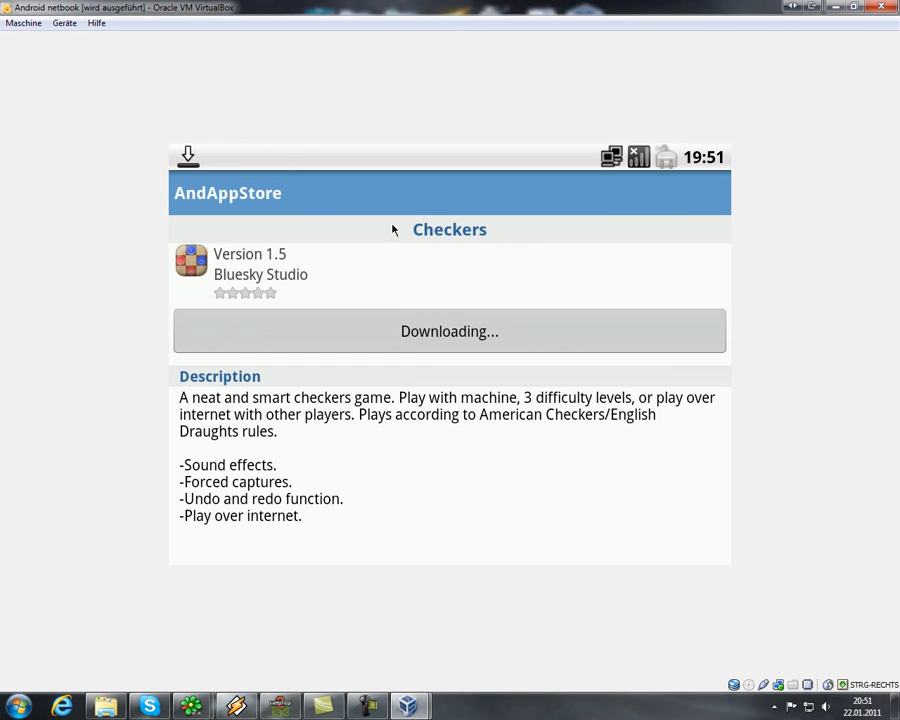 Android netbook [wird ausgeführt] - Oracle VM VirtualBox
Maschine Geräte Hilfe
19:51
AndAppStore
Checkers
Version 1.5
Bluesky Studio
Downloading...
Description
A neat and smart checkers game. Play with machine, 3 difficulty levels, or play over
internet with other players. Plays according to American Checkers/English
Draughts rules.
-Sound effects.
-Forced captures.
-Undo and redo function.
-Play over internet.
STRG-RECHTS
20:51
22.01.2011